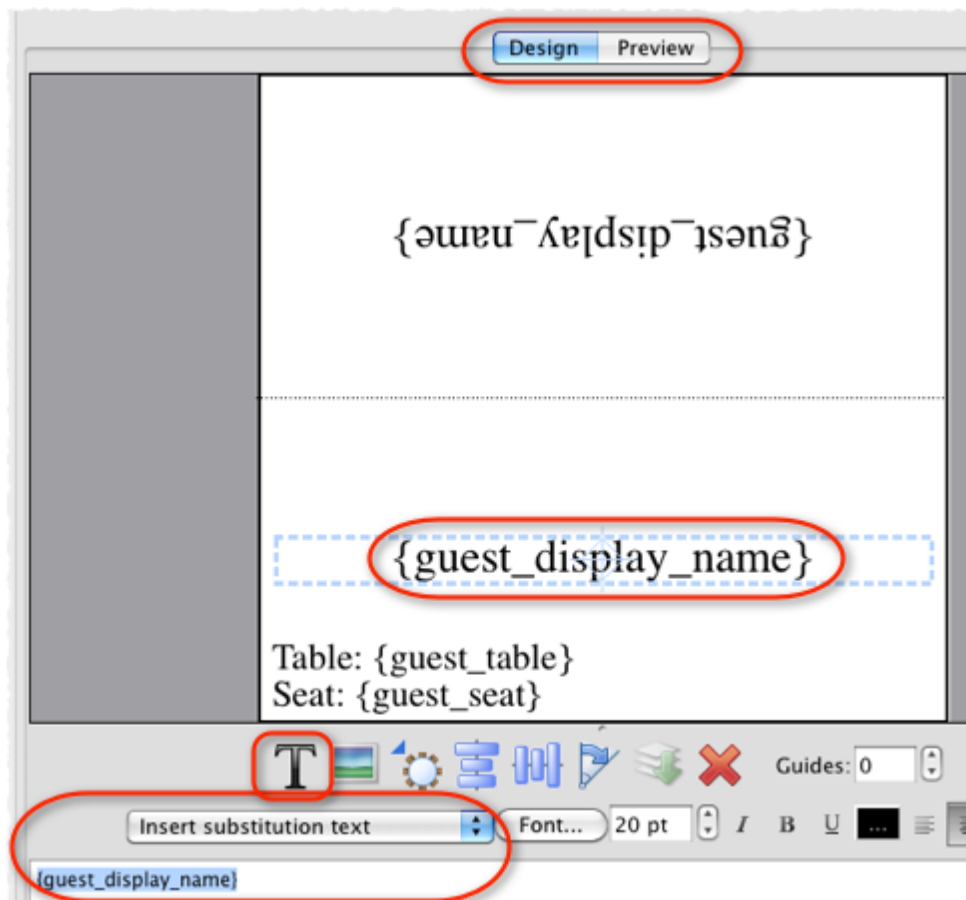 Design Preview
{guest_display_name}
{guest_display_name}
Table: {guest_table}
Seat: {guest_seat}
T Guides: 0
Insert substitution text Font... 20 pt I B U ...
{guest_display_name}